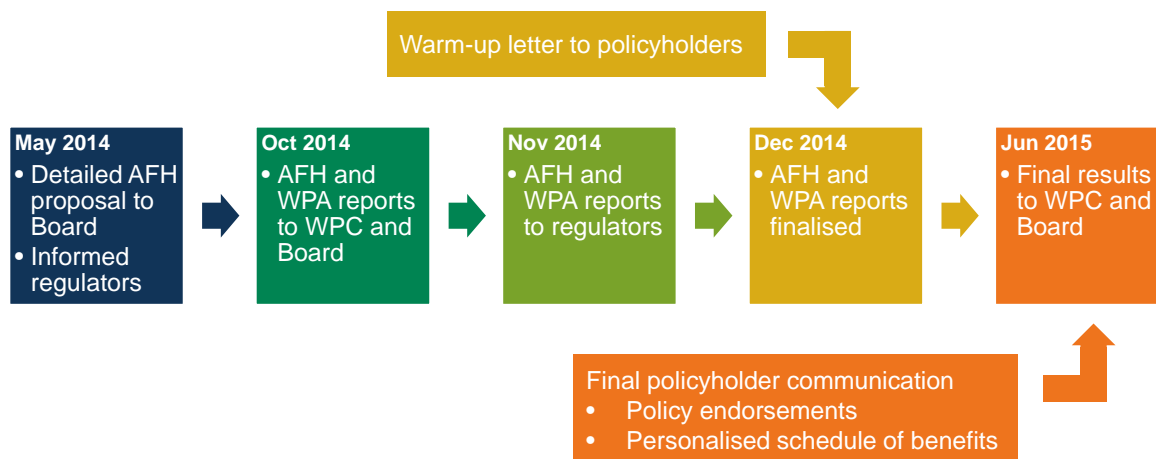 Warm-up letter to policyholders
May 2014
• Detailed AFH
proposal to
Board
• Informed
regulators
Oct 2014
• AFH and
WPA reports
to WPC and
Board
Nov 2014
• AFH and
WPA reports
to regulators
Dec 2014
• AFH and
WPA reports
finalised
Jun 2015
• Final results
to WPC and
Board
Final policyholder communication
• Policy endorsements
• Personalised schedule of benefits